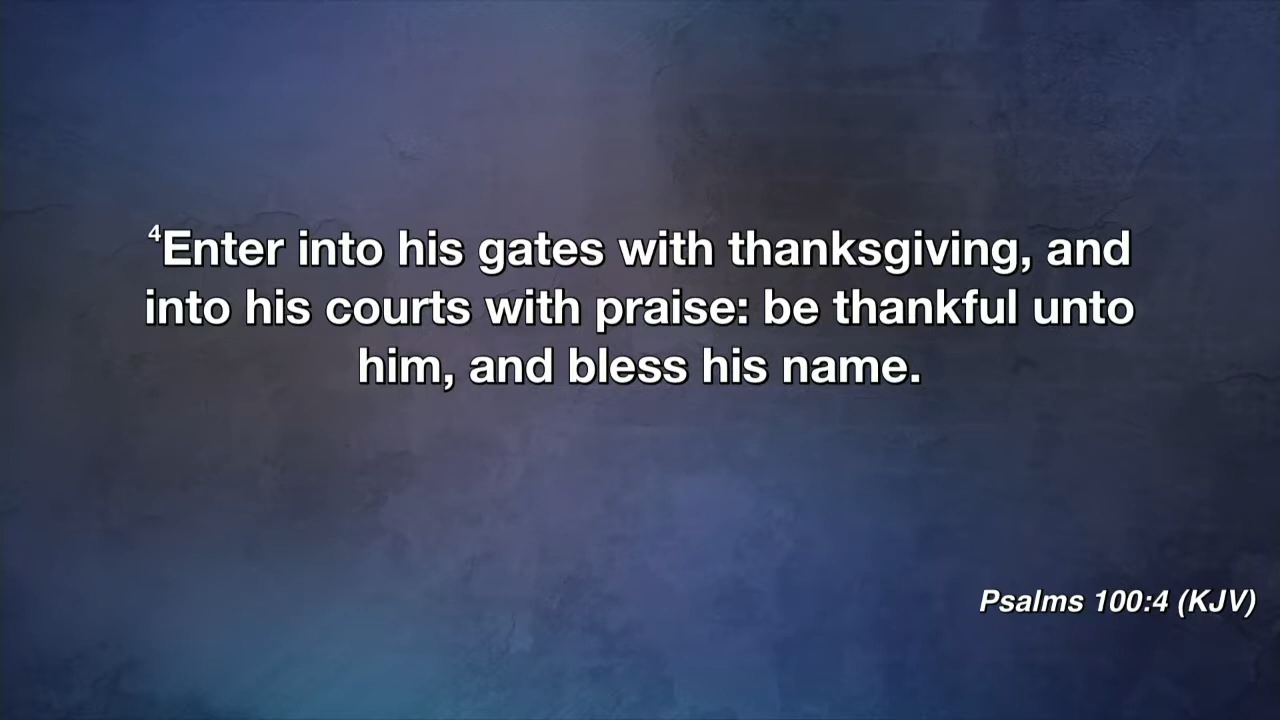 ⁴Enter into his gates with thanksgiving, and
into his courts with praise: be thankful unto
him, and bless his name.
Psalms 100:4 (KJV)